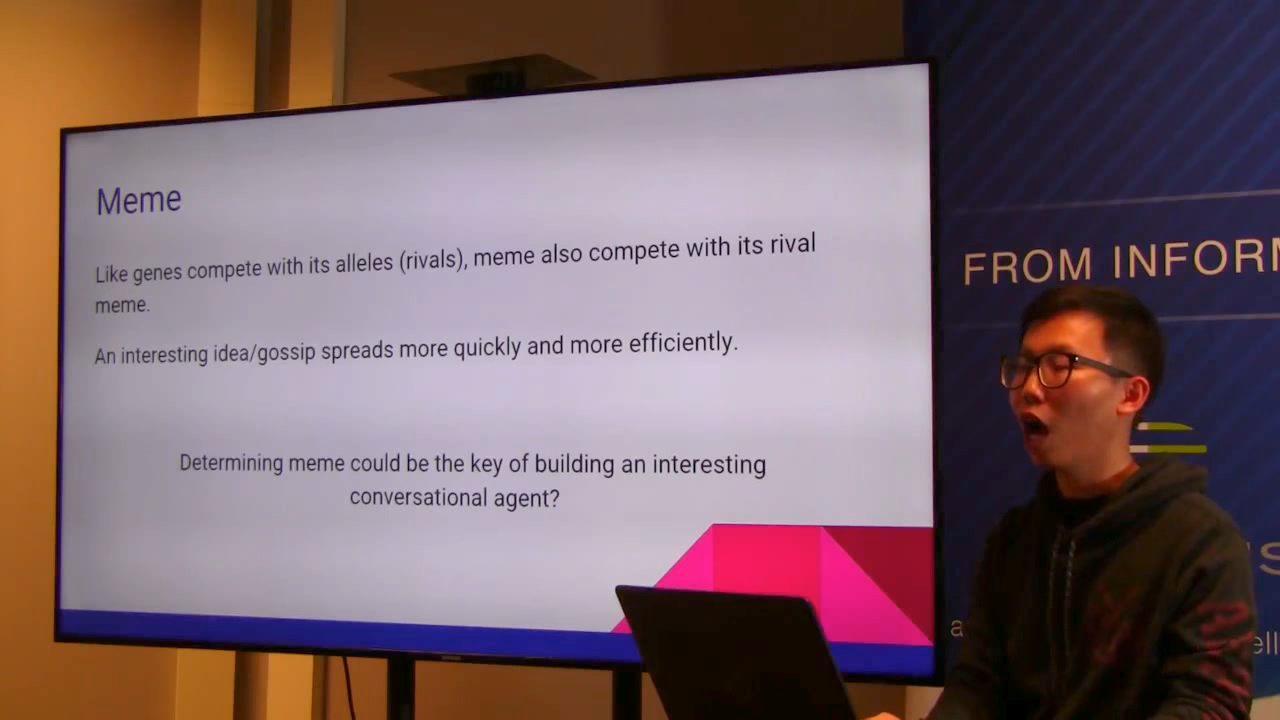 Meme
Like genes compete with its alleles (rivals), meme also compete with its rival
meme.
An interesting idea/gossip spreads more quickly and more efficiently.
Determining meme could be the key of building an interesting
conversational agent?
FROM INFORM